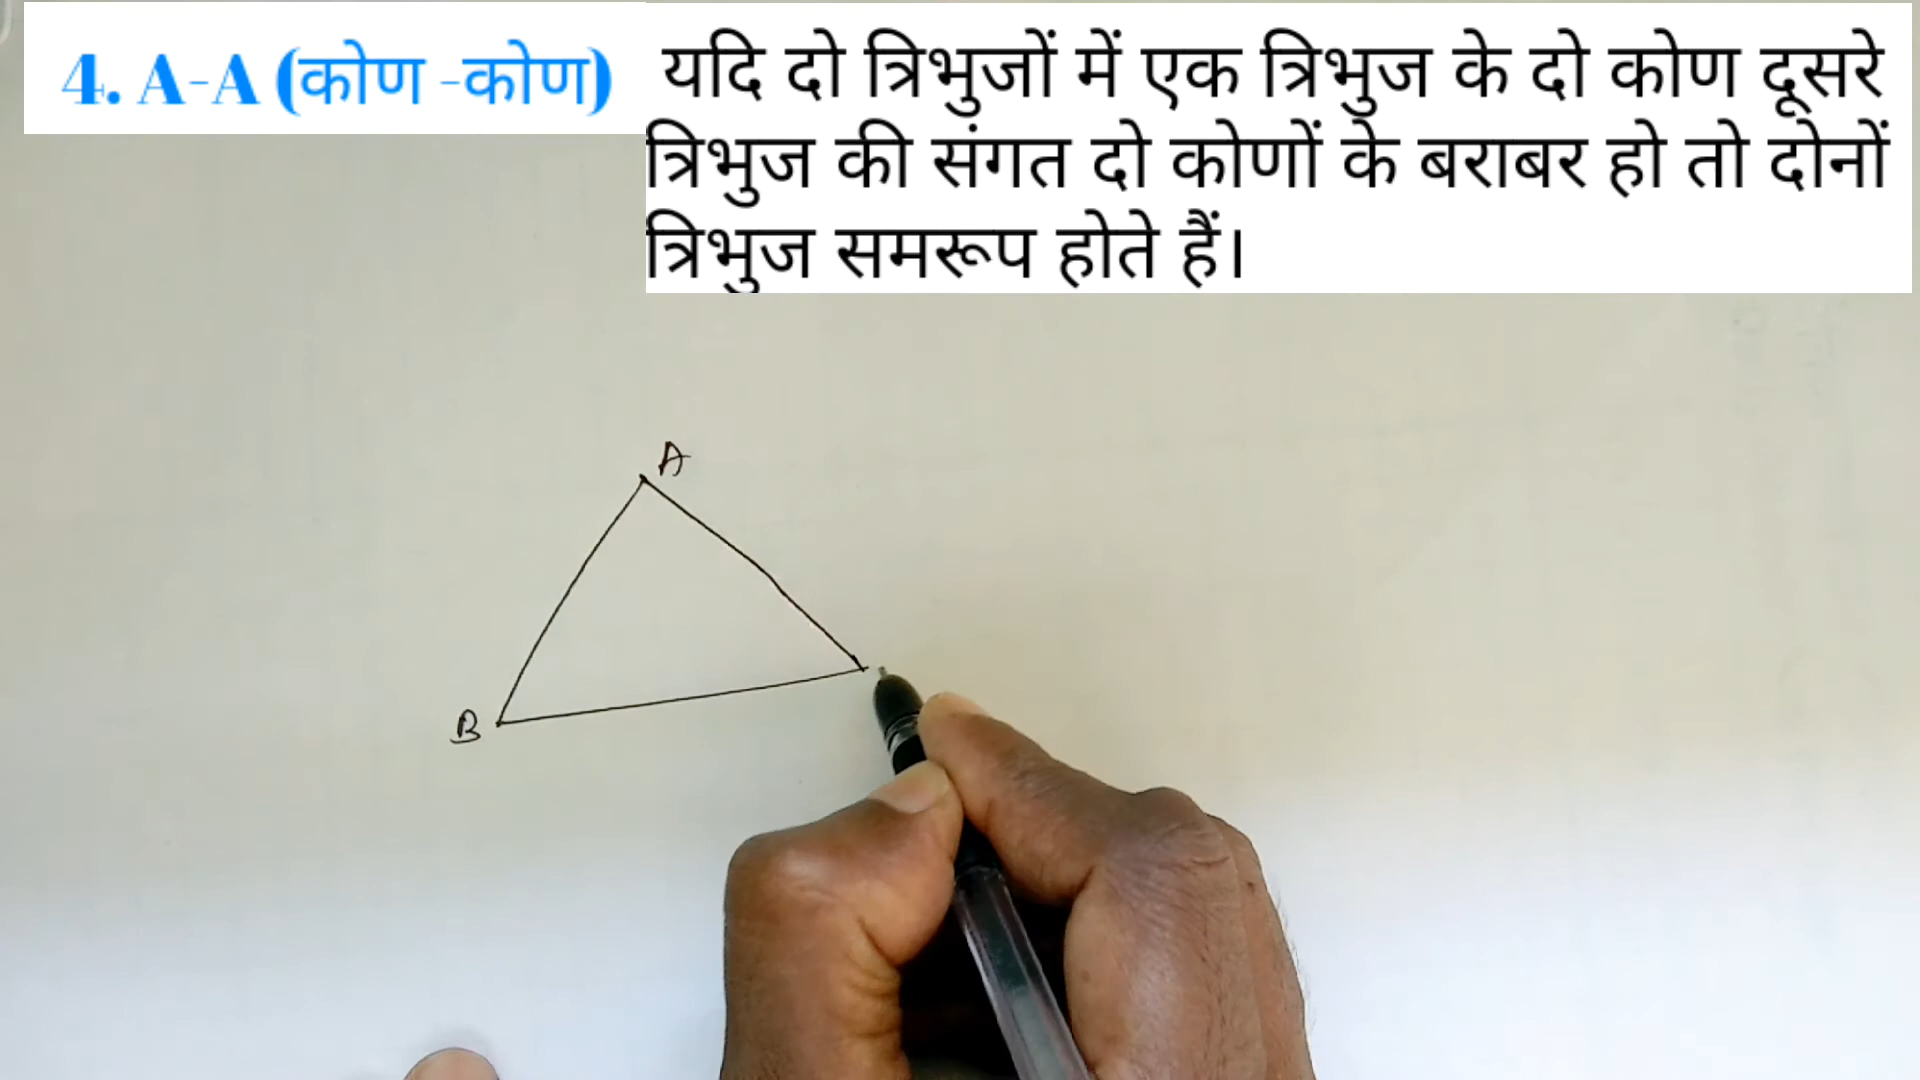 4. A-A (कोण -कोण)
यदि दो त्रिभुजों में एक त्रिभुज के दो कोण दूसरे
त्रिभुज की संगत दो कोणों के बराबर हो तो दोनों
त्रिभुज समरूप होते हैं।
A
B